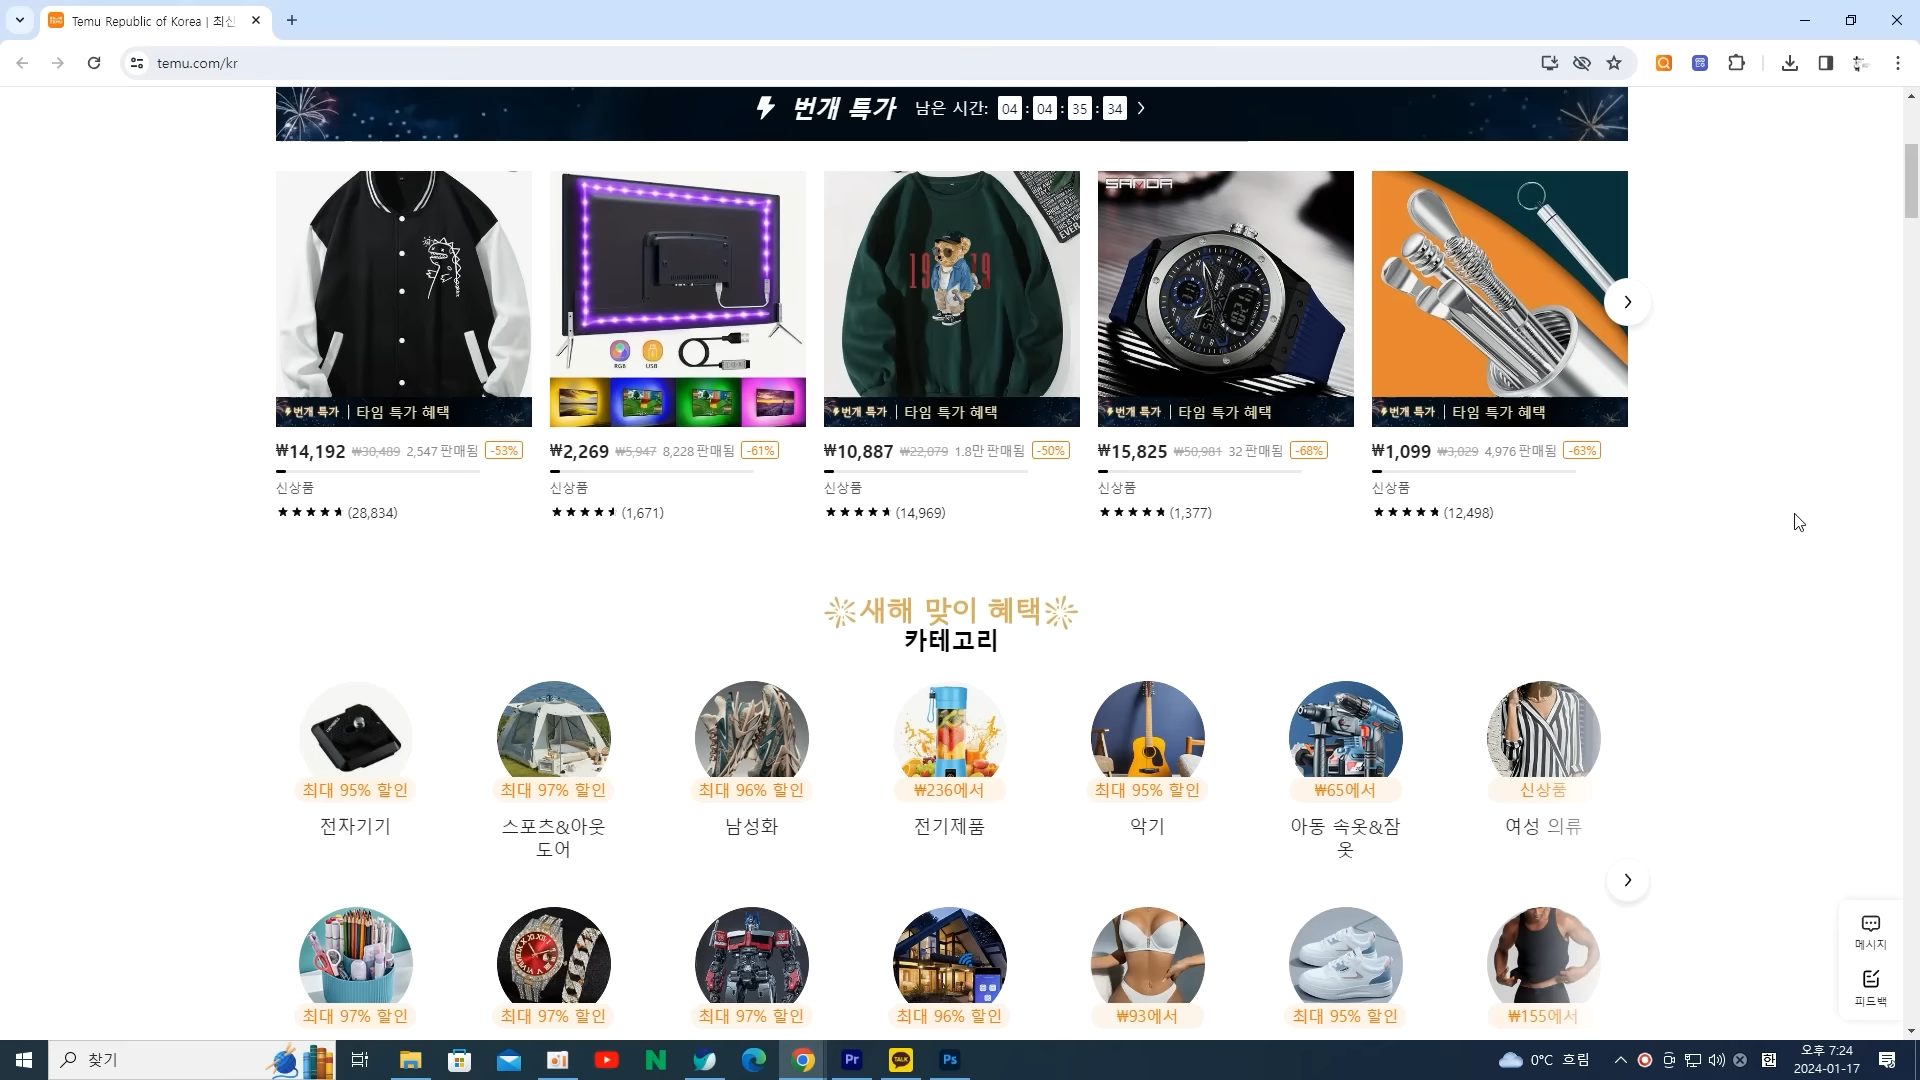 Temu Republic of Korea | 최신
temu.com/kr
번개 특가 남은 시간: 04 : 04 : 35 : 34
SANDA
RGB USB
번개 특가 | 타임 특가 혜택
번개 특가 | 타임 특가 혜택
번개 특가 | 타임 특가 혜택
번개 특가 | 타임 특가 혜택
₩14,192 ₩30,489 2,547 판매됨 -53%
₩2,269 ₩5,947 8,228 판매됨 -61%
₩10,887 ₩22,079 1.8만 판매됨 -50%
₩15,825 ₩50,981 32 판매됨 -68%
₩1,099 ₩3,029 4,976 판매됨 -63%
신상품 신상품 신상품 신상품 신상품
(28,834) (1,671) (14,969) (1,377) (12,498)
새해 맞이 혜택
카테고리
최대 95% 할인 최대 97% 할인 최대 96% 할인 ₩236에서 최대 95% 할인 ₩65에서 신상품
전자기기 스포츠&아웃 남성화 전기제품 악기 아동 속옷&잠 여성 의류
도어 옷
최대 97% 할인 최대 97% 할인 최대 97% 할인 최대 96% 할인 ₩93에서 최대 95% 할인 ₩155에서
메시지
피드백
찾기
N
Pr
TALK
Ps
0°C 흐림
한
오후 7:24
2024-01-17